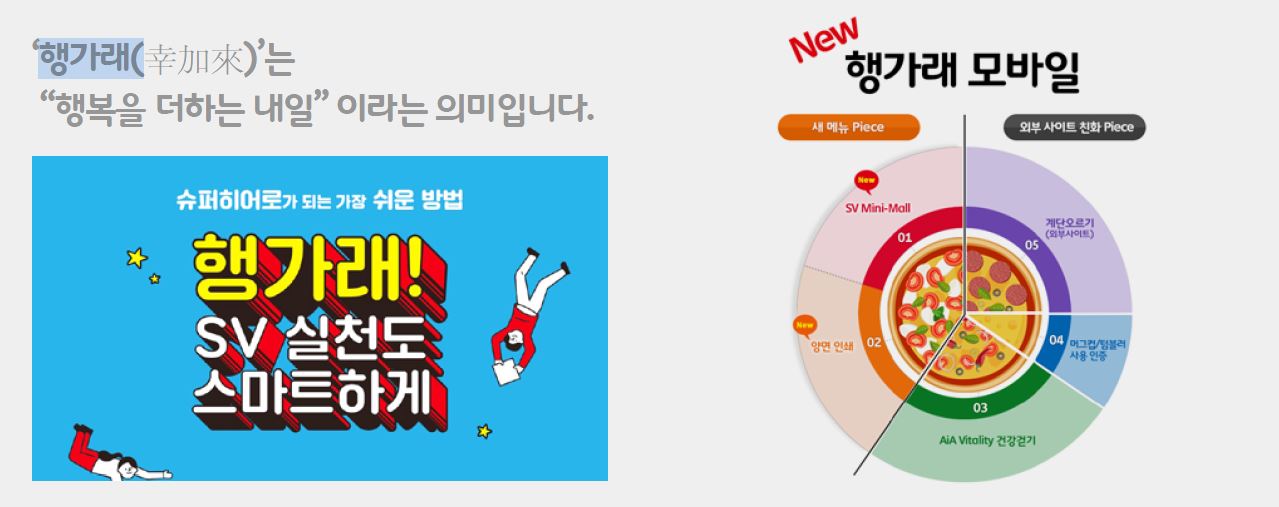 ‘행가래(幸加來)’는
“행복을 더하는 내일” 이라는 의미입니다.
슈퍼히어로가 되는 가장 쉬운 방법
행가래!
SV 실천도
스마트하게
New
행가래 모바일
새 메뉴 Piece
외부 사이트 친화 Piece
New
SV Mini-Mall
01
계단오르기
(외부사이트)
05
New
양면 인쇄
02
04
머그컵/텀블러
사용 인증
03
AiA Vitality 건강걷기